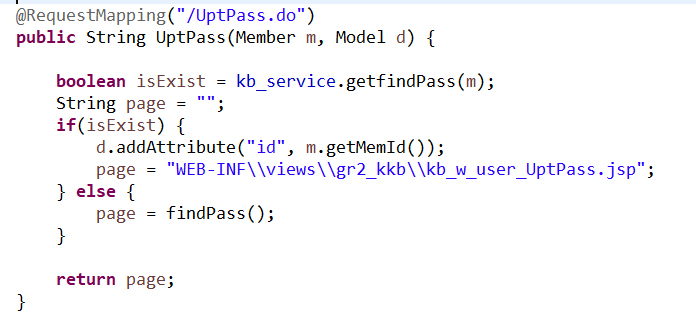 @RequestMapping("/UptPass.do")
public String UptPass(Member m, Model d) {
boolean isExist = kb_service.getfindPass(m);
String page = "";
if(isExist) {
d.addAttribute("id", m.getMemId());
page = "WEB-INF\\views\\gr2_kkb\\kb_w_user_UptPass.jsp";
} else {
page = findPass();
}
return page;
}